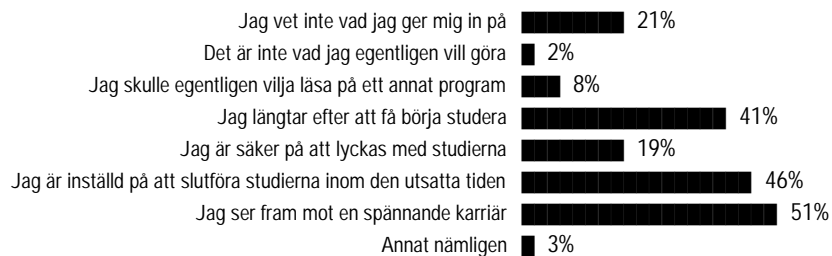 Jag vet inte vad jag ger mig in på 21%
Det är inte vad jag egentligen vill göra 2%
Jag skulle egentligen vilja läsa på ett annat program 8%
Jag längtar efter att få börja studera 41%
Jag är säker på att lyckas med studierna 19%
Jag är inställd på att slutföra studierna inom den utsatta tiden 46%
Jag ser fram mot en spännande karriär 51%
Annat nämligen 3%